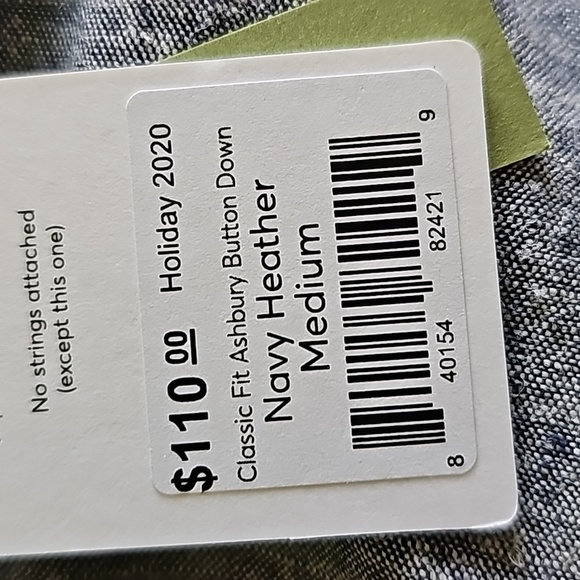 No strings attached
(except this one)
$110 00 Holiday 2020
Classic Fit Ashbury Button Down
Navy Heather
Medium
8 40154 82421 9